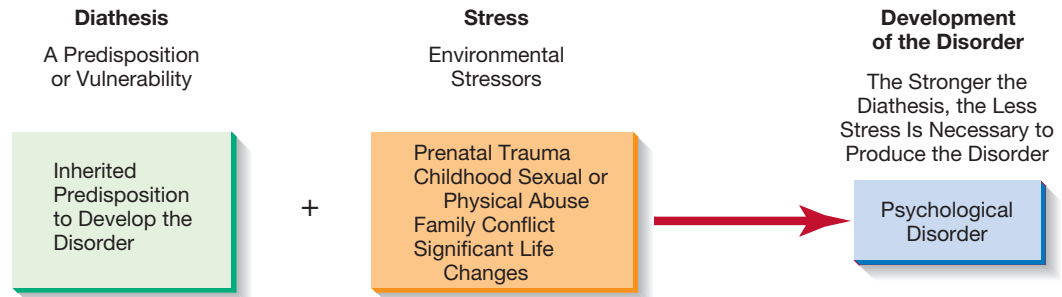 Diathesis
A Predisposition
or Vulnerability
Inherited
Predisposition
to Develop the
Disorder
+
Stress
Environmental
Stressors
Prenatal Trauma
Childhood Sexual or
Physical Abuse
Family Conflict
Significant Life
Changes
Development
of the Disorder
The Stronger the
Diathesis, the Less
Stress Is Necessary to
Produce the Disorder
Psychological
Disorder